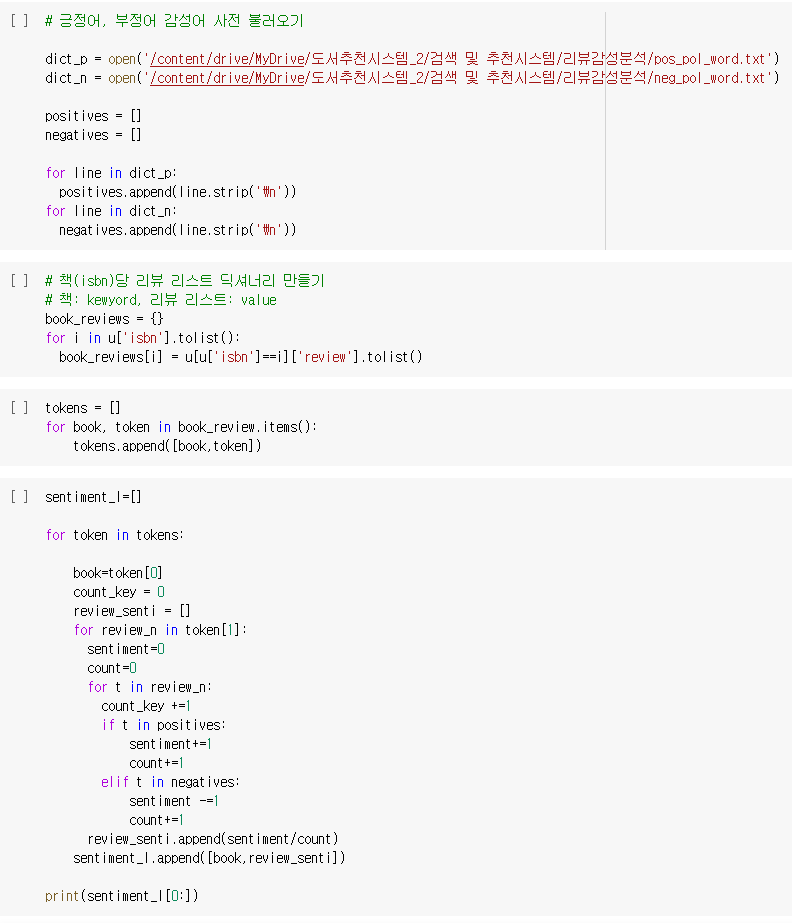 [ ] # 긍정어, 부정어 감성어 사전 불러오기
dict_p = open('/content/drive/MyDrive/도서추천시스템_2/검색 및 추천시스템/리뷰감성분석/pos_pol_word.txt')
dict_n = open('/content/drive/MyDrive/도서추천시스템_2/검색 및 추천시스템/리뷰감성분석/neg_pol_word.txt')
positives = []
negatives = []
for line in dict_p:
positives.append(line.strip('₩n'))
for line in dict_n:
negatives.append(line.strip('₩n'))
[ ] # 책(isbn)당 리뷰 리스트 딕셔너리 만들기
# 책: kewyord, 리뷰 리스트: value
book_reviews = {}
for i in u['isbn'].tolist():
book_reviews[i] = u[u['isbn']==i]['review'].tolist()
[ ] tokens = []
for book, token in book_review.items():
tokens.append([book,token])
[ ] sentiment_l=[]
for token in tokens:
book=token[0]
count_key = 0
review_senti = []
for review_n in token[1]:
sentiment=0
count=0
for t in review_n:
count_key +=1
if t in positives:
sentiment+=1
count+=1
elif t in negatives:
sentiment -=1
count+=1
review_senti.append(sentiment/count)
sentiment_l.append([book,review_senti])
print(sentiment_l[0:])